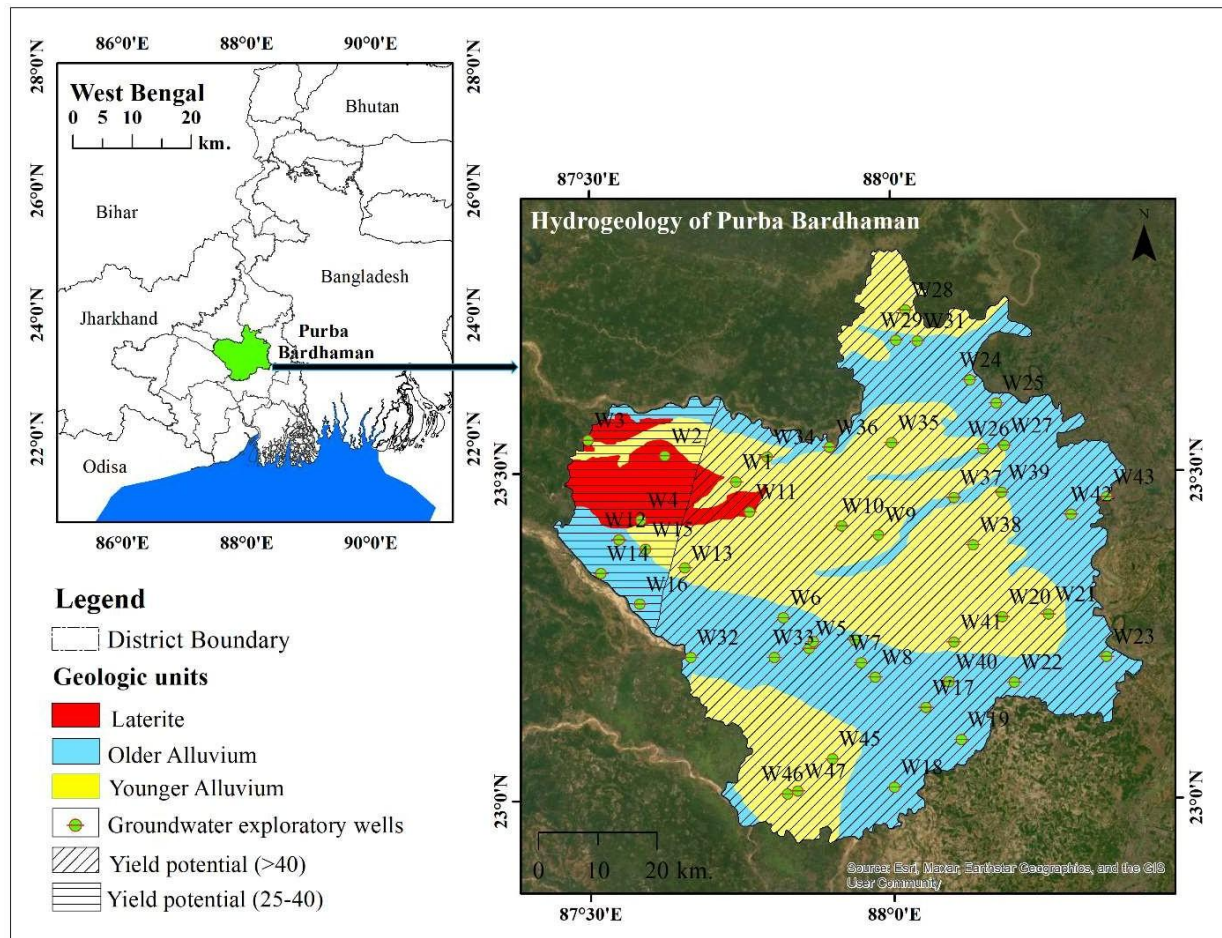 86°0'E 88°0'E 90°0'E
28°0'N
26°0'N
24°0'N
22°0'N
West Bengal
0 5 10 20
km.
Bhutan
Bihar
Bangladesh
Jharkhand
Purba
Bardhaman
Odisa
28°0'N
26°0'N
24°0'N
22°0'N
86°0'E 88°0'E 90°0'E
87°30'E 88°0'E
Hydrogeology of Purba Bardhaman
N
23°30'N
23°0'N
W28
W29
W31
W24
W25
W3
W2
W34
W36
W35
W26
W27
W1
W37
W39
W4
W11
W43
W42
W12
W15
W10
W9
W38
W14
W13
W16
W6
W20
W21
W32
W33
W5
W7
W41
W23
W8
W40
W22
W17
W19
W45
W46
W47
W18
23°30'N
23°0'N
0 10 20 km.
Source: Esri, Maxar, Earthstar Geographics, and the GIS
User Community
87°30'E 88°0'E
Legend
District Boundary
Geologic units
Laterite
Older Alluvium
Younger Alluvium
Groundwater exploratory wells
Yield potential (>40)
Yield potential (25-40)